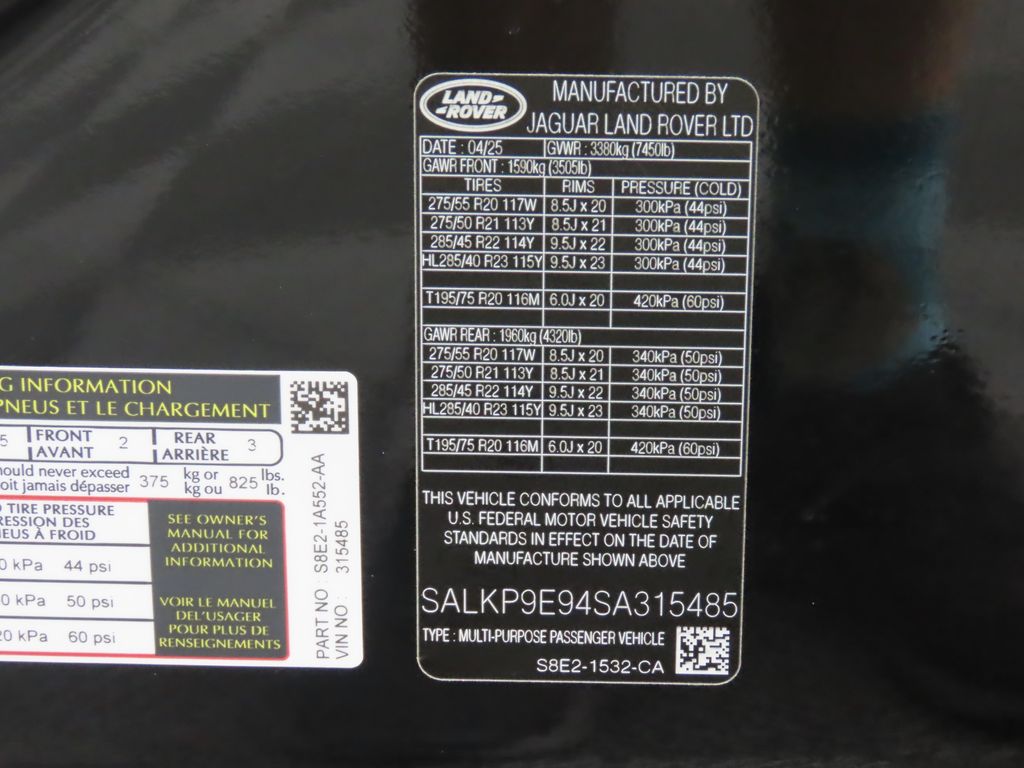 LAND-
-ROVER
MANUFACTURED BY
JAGUAR LAND ROVER LTD
DATE : 04/25 GVWR : 3380kg (7450lb)
GAWR FRONT : 1590kg (3505lb)
TIRES RIMS PRESSURE (COLD)
275/55 R20 117W 8.5J x 20 300kPa (44psi)
275/50 R21 113Y 8.5J x 21 300kPa (44psi)
285/45 R22 114Y 9.5J x 22 300kPa (44psi)
HL285/40 R23 115Y 9.5J x 23 300kPa (44psi)
T195/75 R20 116M 6.0J x 20 420kPa (60psi)
GAWR REAR : 1960kg (4320lb)
275/55 R20 117W 8.5J x 20 340kPa (50psi)
275/50 R21 113Y 8.5J x 21 340kPa (50psi)
285/45 R22 114Y 9.5J x 22 340kPa (50psi)
HL285/40 R23 115Y 9.5J x 23 340kPa (50psi)
T195/75 R20 116M 6.0J x 20 420kPa (60psi)
THIS VEHICLE CONFORMS TO ALL APPLICABLE
U.S. FEDERAL MOTOR VEHICLE SAFETY
STANDARDS IN EFFECT ON THE DATE OF
MANUFACTURE SHOWN ABOVE
SALKP9E94SA315485
TYPE : MULTI-PURPOSE PASSENGER VEHICLE
S8E2-1532-CA
G INFORMATION
PNEUS ET LE CHARGEMENT
5 FRONT 2 REAR 3
AVANT ARRIÈRE
ould never exceed 375 kg or 825 lbs.
oit jamais dépasser kg ou lb.
TIRE PRESSURE
RESSION DES
NEUS À FROID
0 kPa 44 psi
0 kPa 50 psi
20 kPa 60 psi
SEE OWNER'S
MANUAL FOR
ADDITIONAL
INFORMATION
VOIR LE MANUEL
DEL'USAGER
POUR PLUS DE
RENSEIGNEMENTS
PART NO : S8E2-1A552-AA
VIN NO : 315485